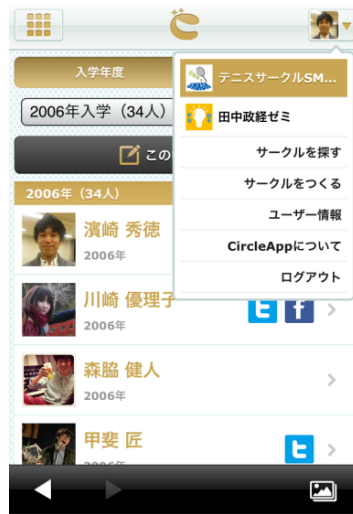 入学年度
2006年入学（34人）
この
テニスサークルSM...
田中政経ゼミ
サークルを探す
サークルをつくる
ユーザー情報
CircleAppについて
ログアウト
2006年（34人）
濱崎 秀徳
2006年
川崎 優理子
2006年
森脇 健人
2006年
甲斐 匠